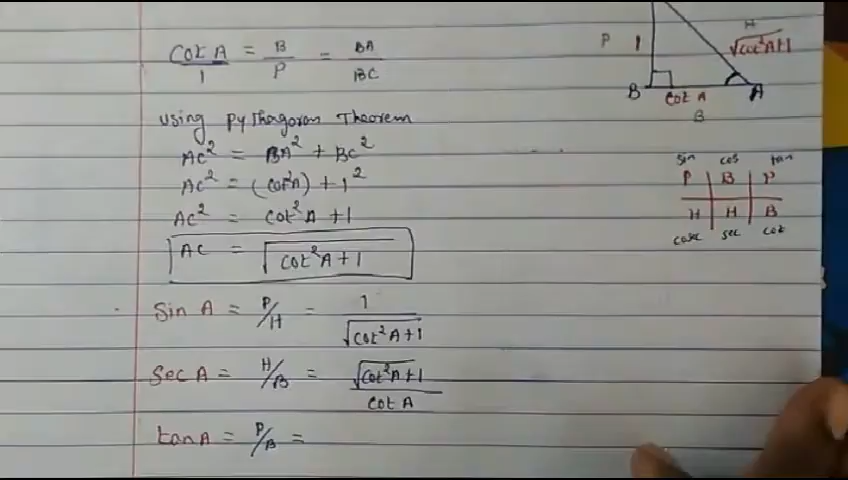 Cot A / 1 = B / P = BA / BC
using pythagoran Theorem
AC² = BA² + BC²
AC² = (cot²A) + 1²
AC² = cot²A + 1
AC = √cot²A + 1
Sin A = P/H = 1 / √cot²A + 1
Sec A = H/B = √cot²A + 1 / cot A
tan A = P/B =
H
P 1 √cot²A+1
B cot A A
B
sin cos tan
P B P
H H B
cosec sec cot